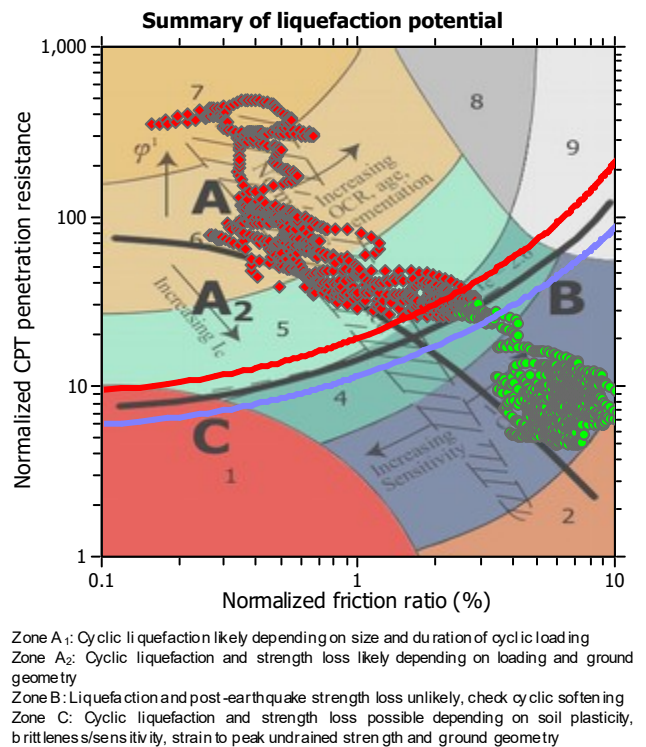 Summary of liquefaction potential
1,000
7
8
9
φ'
Increasing
OCR, age,
cementation
A
100
6
A2
B
Increasing Ic
5
Ic
2.6
10
4
C
Increasing
Sensitivity
1
2
1
0.1
1
10
Normalized CPT penetration resistance
Normalized friction ratio (%)
Zone A1: Cyclic liquefaction likely depending on size and duration of cyclic loading
Zone A2: Cyclic liquefaction and strength loss likely depending on loading and ground
geometry
Zone B: Liquefaction and post-earthquake strength loss unlikely, check cyclic softening
Zone C: Cyclic liquefaction and strength loss possible depending on soil plasticity,
brittleness/sensitivity, strain to peak undrained strength and ground geometry